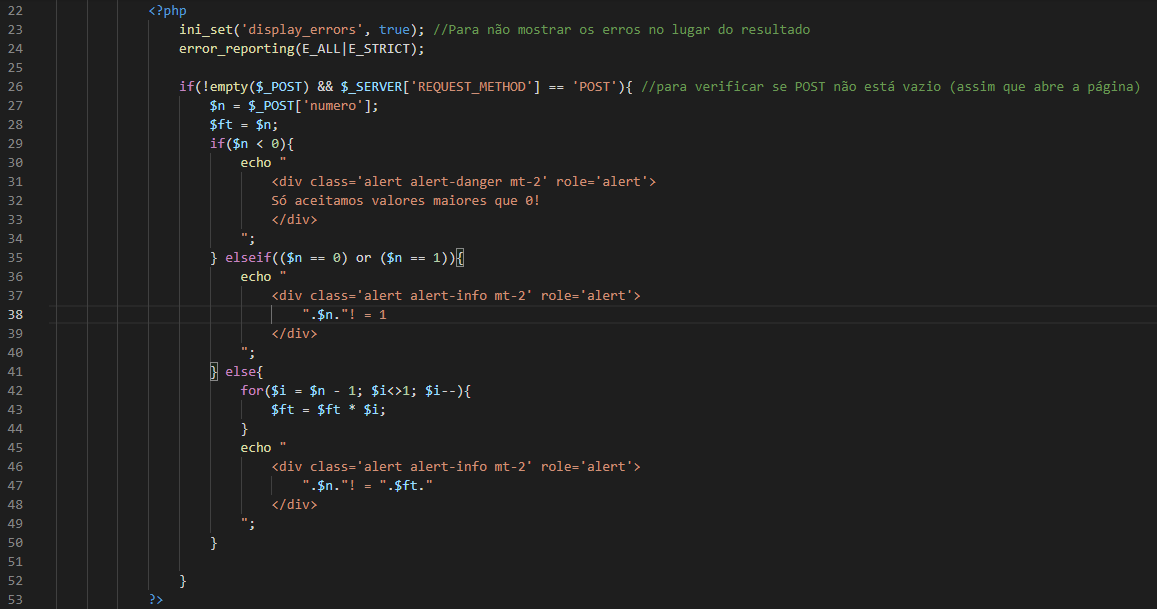 22 <?php
23 ini_set('display_errors', true); //Para não mostrar os erros no lugar do resultado
24 error_reporting(E_ALL|E_STRICT);
25
26 if(!empty($_POST) && $_SERVER['REQUEST_METHOD'] == 'POST'){ //para verificar se POST não está vazio (assim que abre a página)
27 $n = $_POST['numero'];
28 $ft = $n;
29 if($n < 0){
30 echo "
31 <div class='alert alert-danger mt-2' role='alert'>
32 Só aceitamos valores maiores que 0!
33 </div>
34 ";
35 } elseif(($n == 0) or ($n == 1)){
36 echo "
37 <div class='alert alert-info mt-2' role='alert'>
38 ".$n."! = 1
39 </div>
40 ";
41 } else{
42 for($i = $n - 1; $i<>1; $i--){
43 $ft = $ft * $i;
44 }
45 echo "
46 <div class='alert alert-info mt-2' role='alert'>
47 ".$n."! = ".$ft."
48 </div>
49 ";
50 }
51
52 }
53 ?>